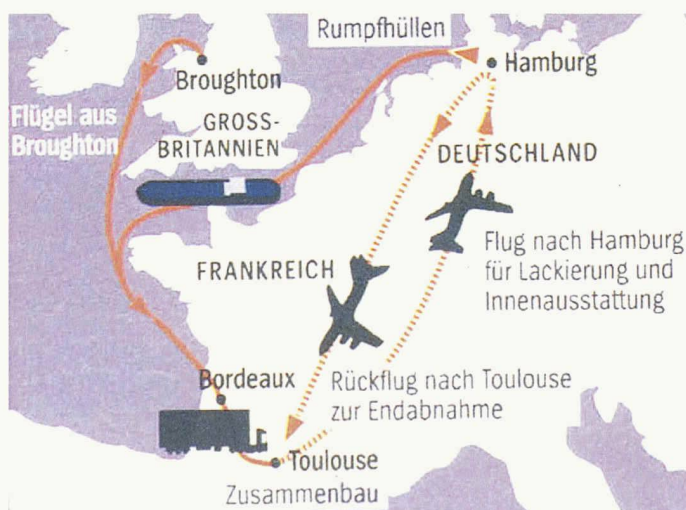 Rumpfhüllen
Broughton
Hamburg
Flügel aus
Broughton
GROSS-
BRITANNIEN
DEUTSCHLAND
Flug nach Hamburg
für Lackierung und
Innenausstattung
FRANKREICH
Bordeaux
Rückflug nach Toulouse
zur Endabnahme
Toulouse
Zusammenbau